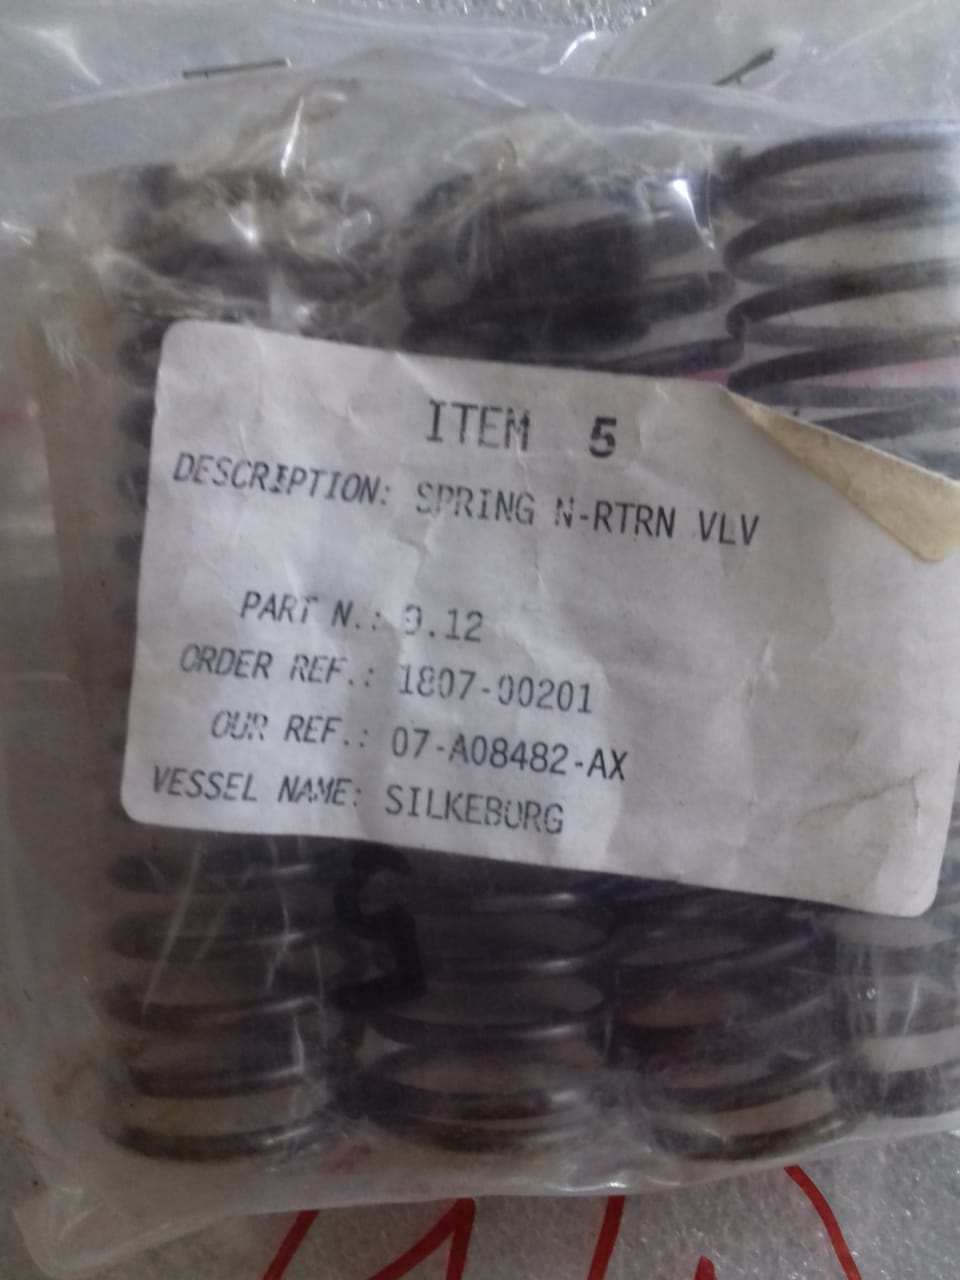 ITEM 5
DESCRIPTION: SPRING N-RTRN VLV
PART N.: 9.12
ORDER REF.: 1807-00201
OUR REF.: 07-A08482-AX
VESSEL NAME: SILKEBORG